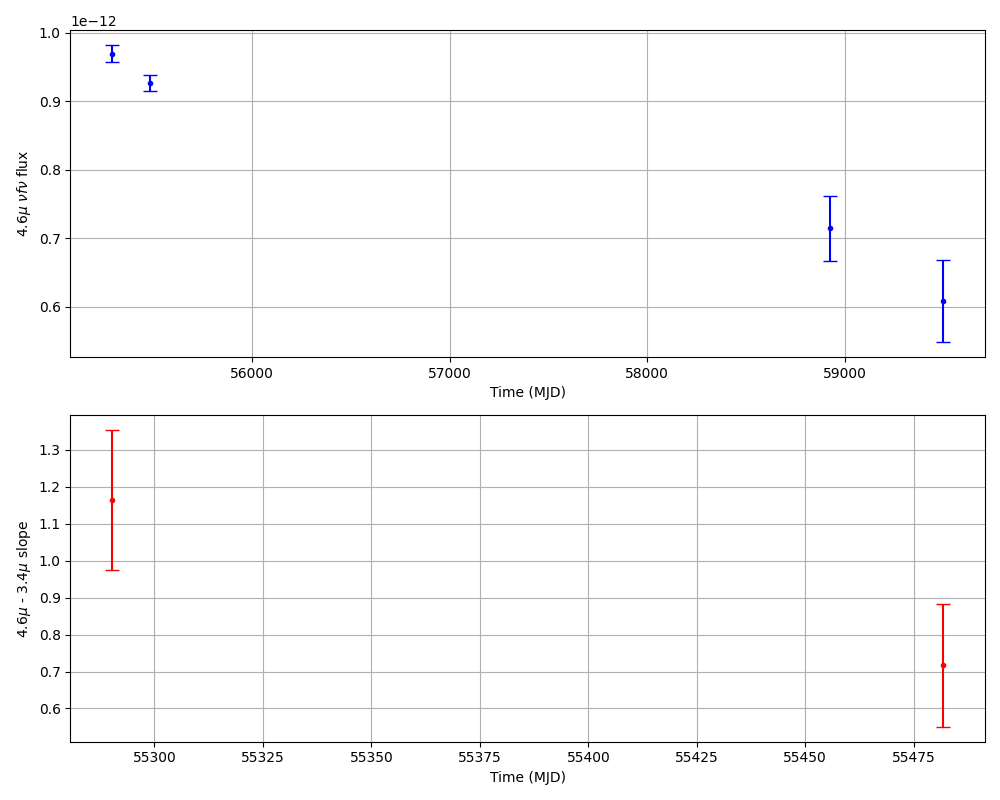 1e−12
1.0
0.9
0.8
0.7
0.6
4.6μ νfν flux
56000 57000 58000 59000
Time (MJD)
1.3
1.2
1.1
1.0
0.9
0.8
0.7
0.6
4.6μ - 3.4μ slope
55300 55325 55350 55375 55400 55425 55450 55475
Time (MJD)